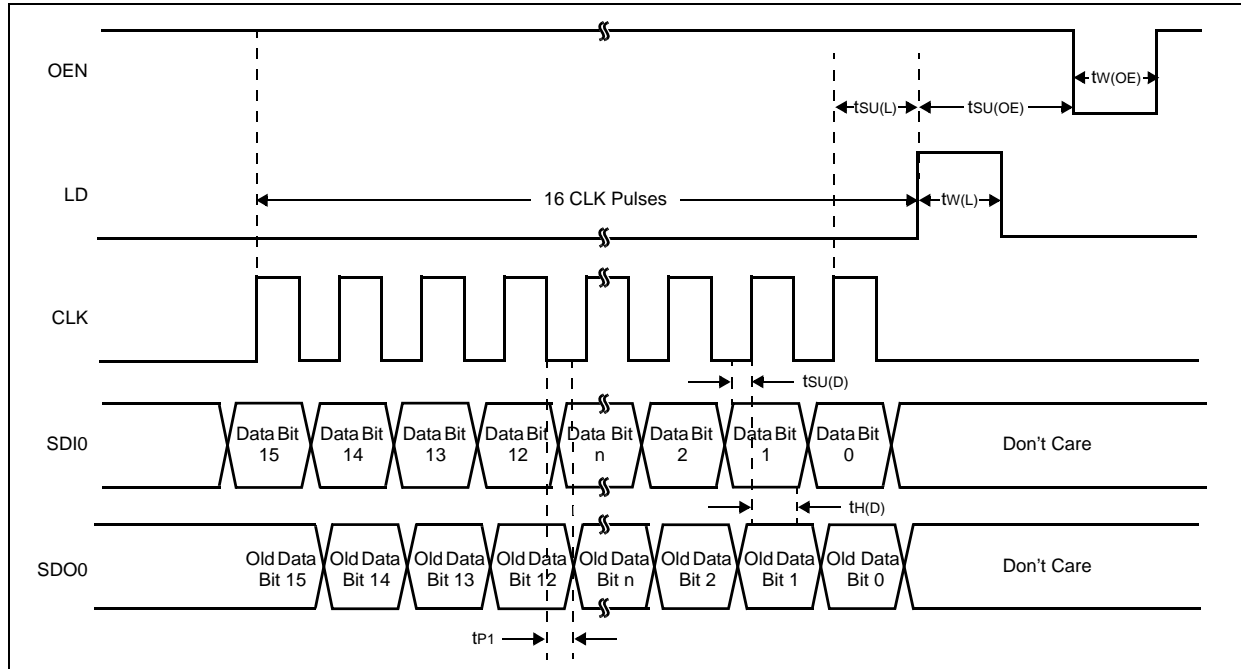 OEN
tW(OE)
tSU(L)
tSU(OE)
LD
16 CLK Pulses
tW(L)
CLK
tSU(D)
SDI0
Data Bit
15
Data Bit
14
Data Bit
13
Data Bit
12
Data Bit
n
Data Bit
2
Data Bit
1
Data Bit
0
Don't Care
tH(D)
SDO0
Old Data
Bit 15
Old Data
Bit 14
Old Data
Bit 13
Old Data
Bit 12
Old Data
Bit n
Old Data
Bit 2
Old Data
Bit 1
Old Data
Bit 0
Don't Care
tP1